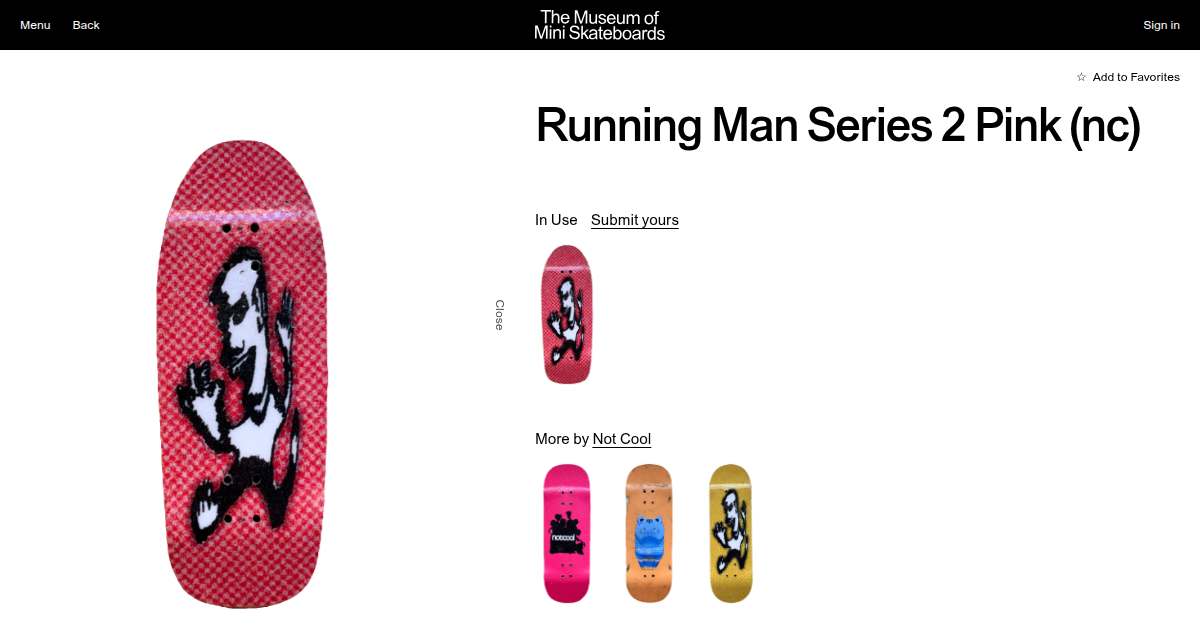 Menu
Back
The Museum of
Mini Skateboards
Sign in
☆ Add to Favorites
Running Man Series 2 Pink (nc)
In Use
Submit yours
Close
More by Not Cool
notcool